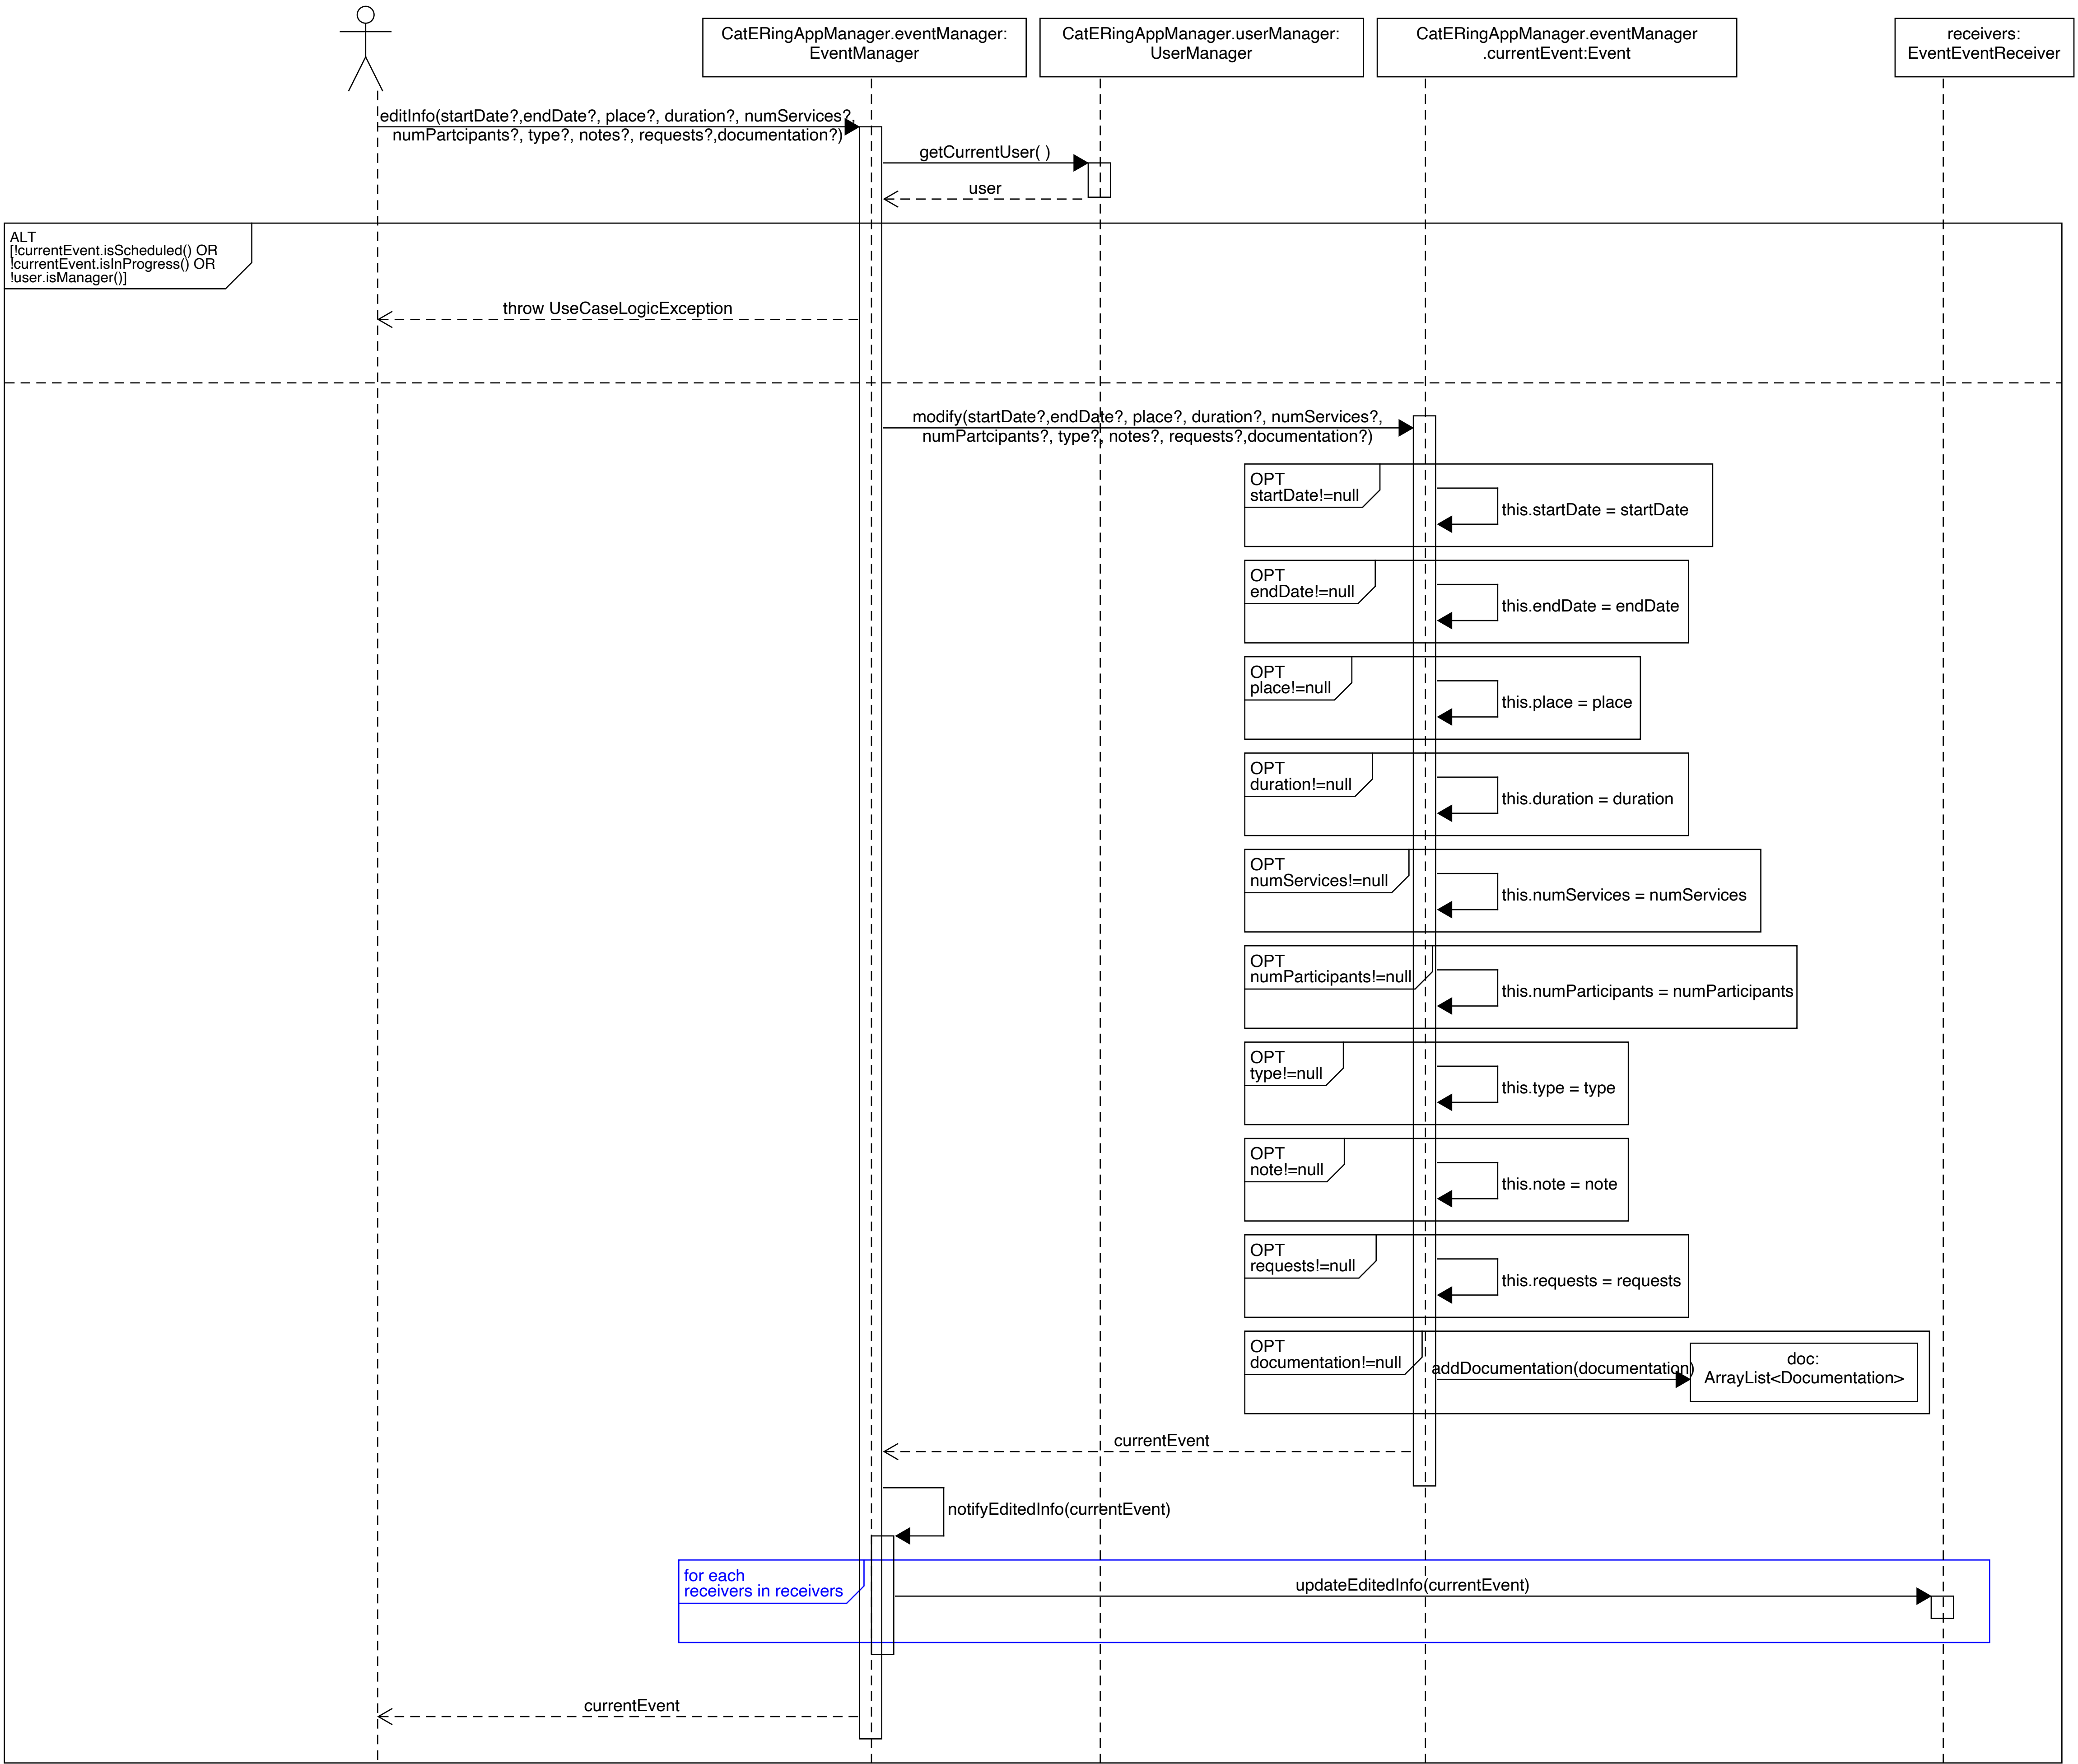 CatERingAppManager.eventManager:
EventManager
CatERingAppManager.userManager:
UserManager
CatERingAppManager.eventManager
.currentEvent:Event
receivers:
EventEventReceiver
editInfo(startDate?,endDate?, place?, duration?, numServices?,
numPartcipants?, type?, notes?, requests?,documentation?)
getCurrentUser( )
user
ALT
[!currentEvent.isScheduled() OR
!currentEvent.isInProgress() OR
!user.isManager()]
throw UseCaseLogicException
modify(startDate?,endDate?, place?, duration?, numServices?,
numPartcipants?, type?, notes?, requests?,documentation?)
OPT
startDate!=null
this.startDate = startDate
OPT
endDate!=null
this.endDate = endDate
OPT
place!=null
this.place = place
OPT
duration!=null
this.duration = duration
OPT
numServices!=null
this.numServices = numServices
OPT
numParticipants!=null
this.numParticipants = numParticipants
OPT
type!=null
this.type = type
OPT
note!=null
this.note = note
OPT
requests!=null
this.requests = requests
OPT
documentation!=null
addDocumentation(documentation)
doc:
ArrayList<Documentation>
currentEvent
notifyEditedInfo(currentEvent)
for each
receivers in receivers
updateEditedInfo(currentEvent)
currentEvent